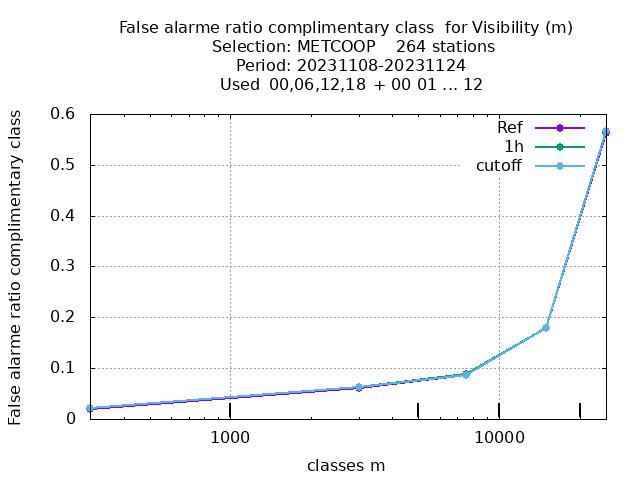 False alarme ratio complimentary class  for Visibility (m)
Selection: METCOOP    264 stations
Period: 20231108-20231124
Used  00,06,12,18  + 00 01 ... 12
False alarme ratio complimentary class
0.6
0.5
0.4
0.3
0.2
0.1
0
Ref
1h
cutoff
1000
10000
classes m